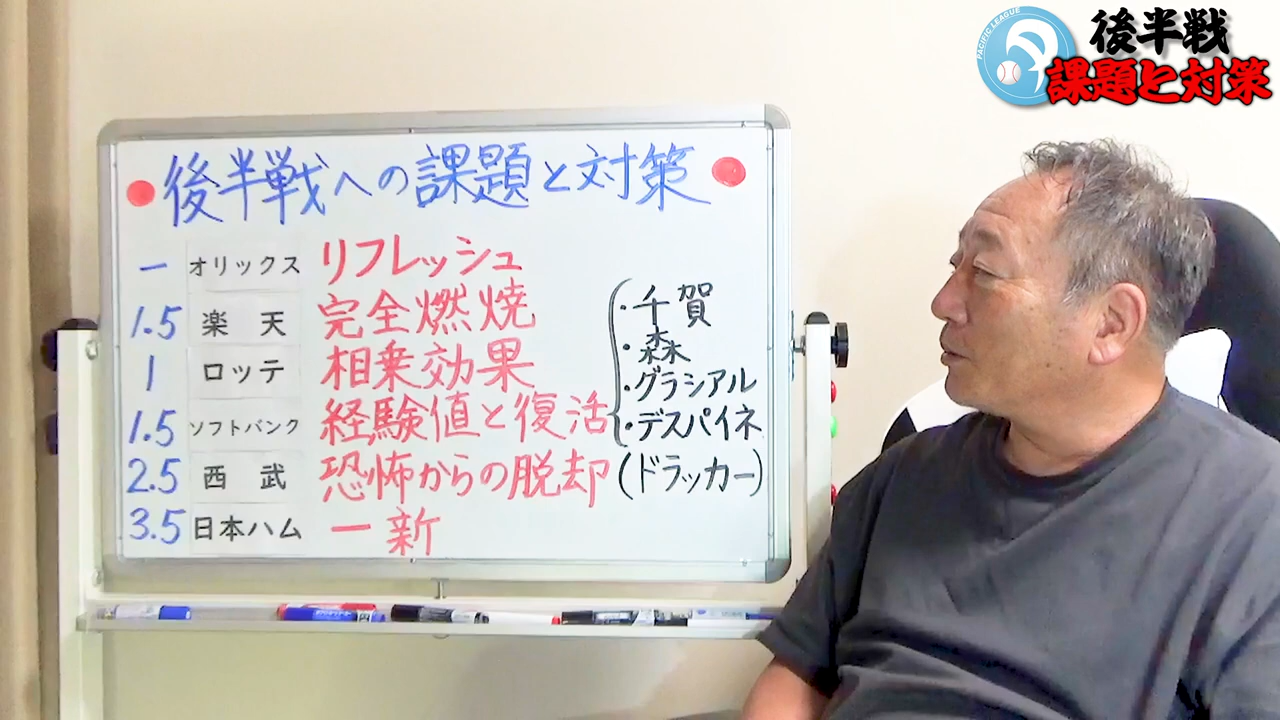 PACIFIC LEAGUE
後半戦
課題と対策
後半戦への課題と対策
ー オリックス リフレッシュ
1.5 楽天 完全燃焼
1 ロッテ 相乗効果
1.5 ソフトバンク 経験値と復活
・千賀
・森
・グラシアル
・デスパイネ
2.5 西武 恐怖からの脱却 (ドラッカー)
3.5 日本ハム 一新